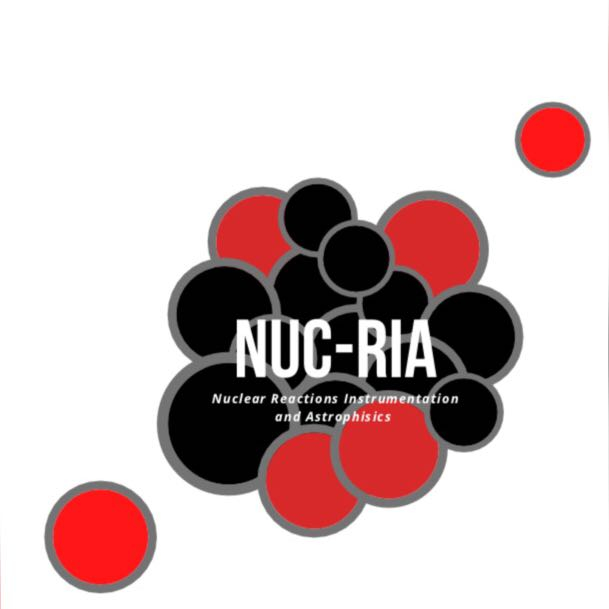 NUC-RIA
Nuclear Reactions Instrumentation
and Astrophisics